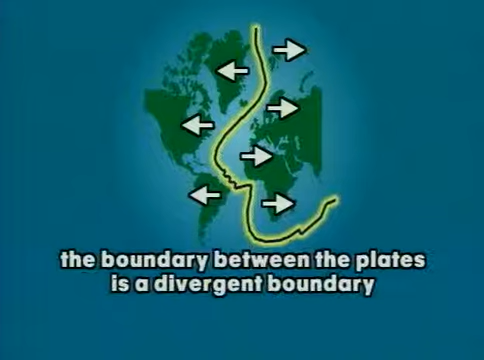 the boundary between the plates
is a divergent boundary